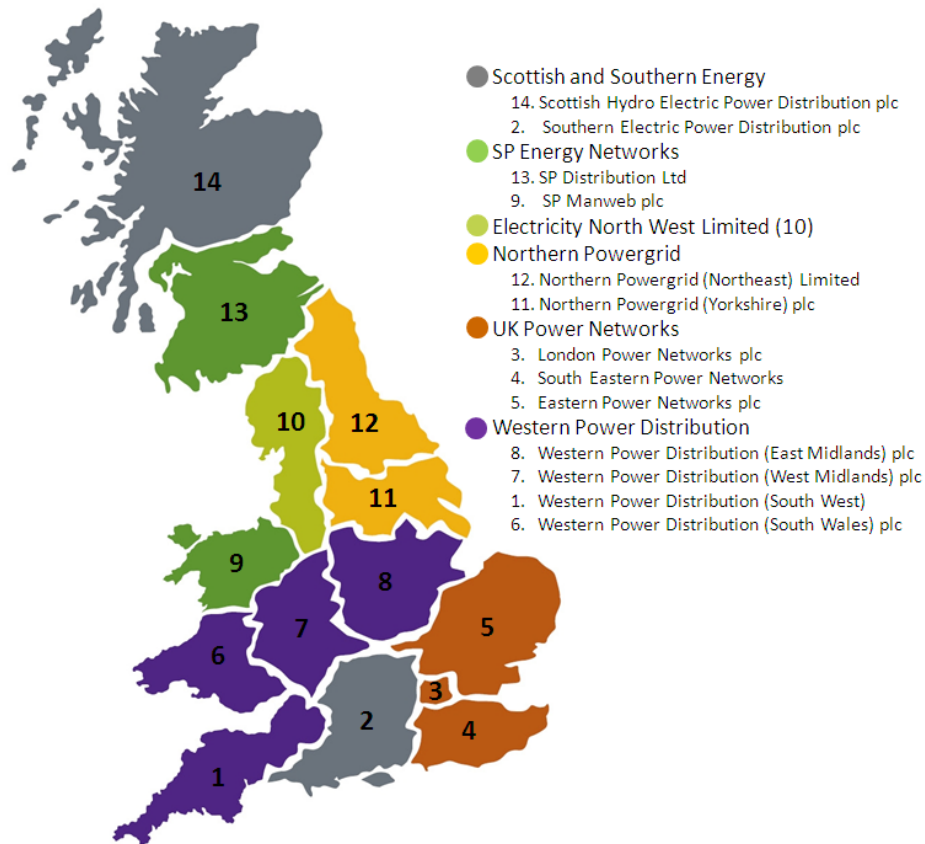 Scottish and Southern Energy
14. Scottish Hydro Electric Power Distribution plc
2. Southern Electric Power Distribution plc
SP Energy Networks
13. SP Distribution Ltd
9. SP Manweb plc
Electricity North West Limited (10)
Northern Powergrid
12. Northern Powergrid (Northeast) Limited
11. Northern Powergrid (Yorkshire) plc
UK Power Networks
3. London Power Networks plc
4. South Eastern Power Networks
5. Eastern Power Networks plc
Western Power Distribution
8. Western Power Distribution (East Midlands) plc
7. Western Power Distribution (West Midlands) plc
1. Western Power Distribution (South West)
6. Western Power Distribution (South Wales) plc
14
13
10
12
11
9
8
7
5
6
3
2
4
1